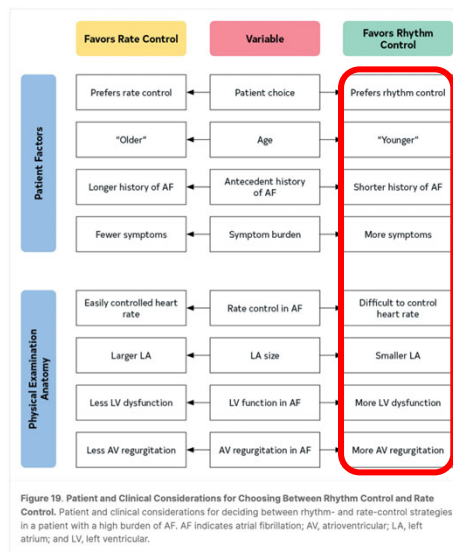 Favors Rate Control
Variable
Favors Rhythm
Control
Patient Factors
Prefers rate control
Patient choice
Prefers rhythm control
"Older"
Age
"Younger"
Longer history of AF
Antecedent history
of AF
Shorter history of AF
Fewer symptoms
Symptom burden
More symptoms
Physical Examination
Anatomy
Easily controlled heart
rate
Rate control in AF
Difficult to control
heart rate
Larger LA
LA size
Smaller LA
Less LV dysfunction
LV function in AF
More LV dysfunction
Less AV regurgitation
AV regurgitation in AF
More AV regurgitation
Figure 19. Patient and Clinical Considerations for Choosing Between Rhythm Control and Rate
Control. Patient and clinical considerations for deciding between rhythm- and rate-control strategies
in a patient with a high burden of AF. AF indicates atrial fibrillation; AV, atrioventricular; LA, left
atrium; and LV, left ventricular.